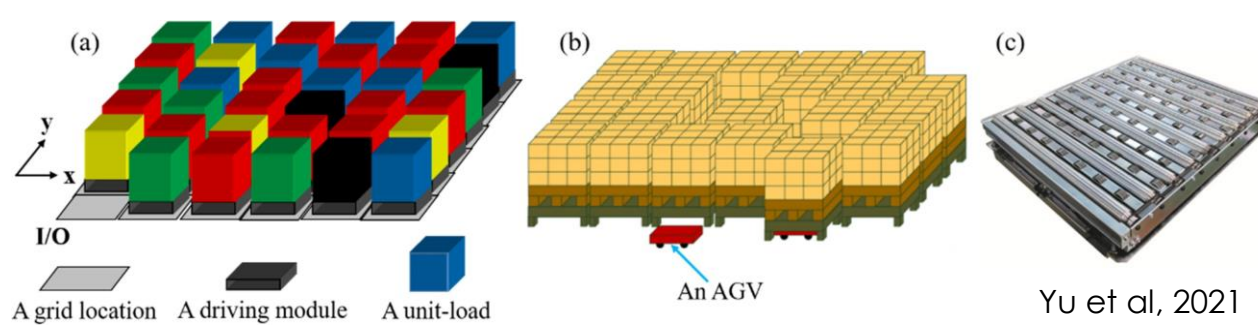 (a)
(b)
(c)
y
x
I/O
A grid location
A driving module
A unit-load
An AGV
Yu et al, 2021